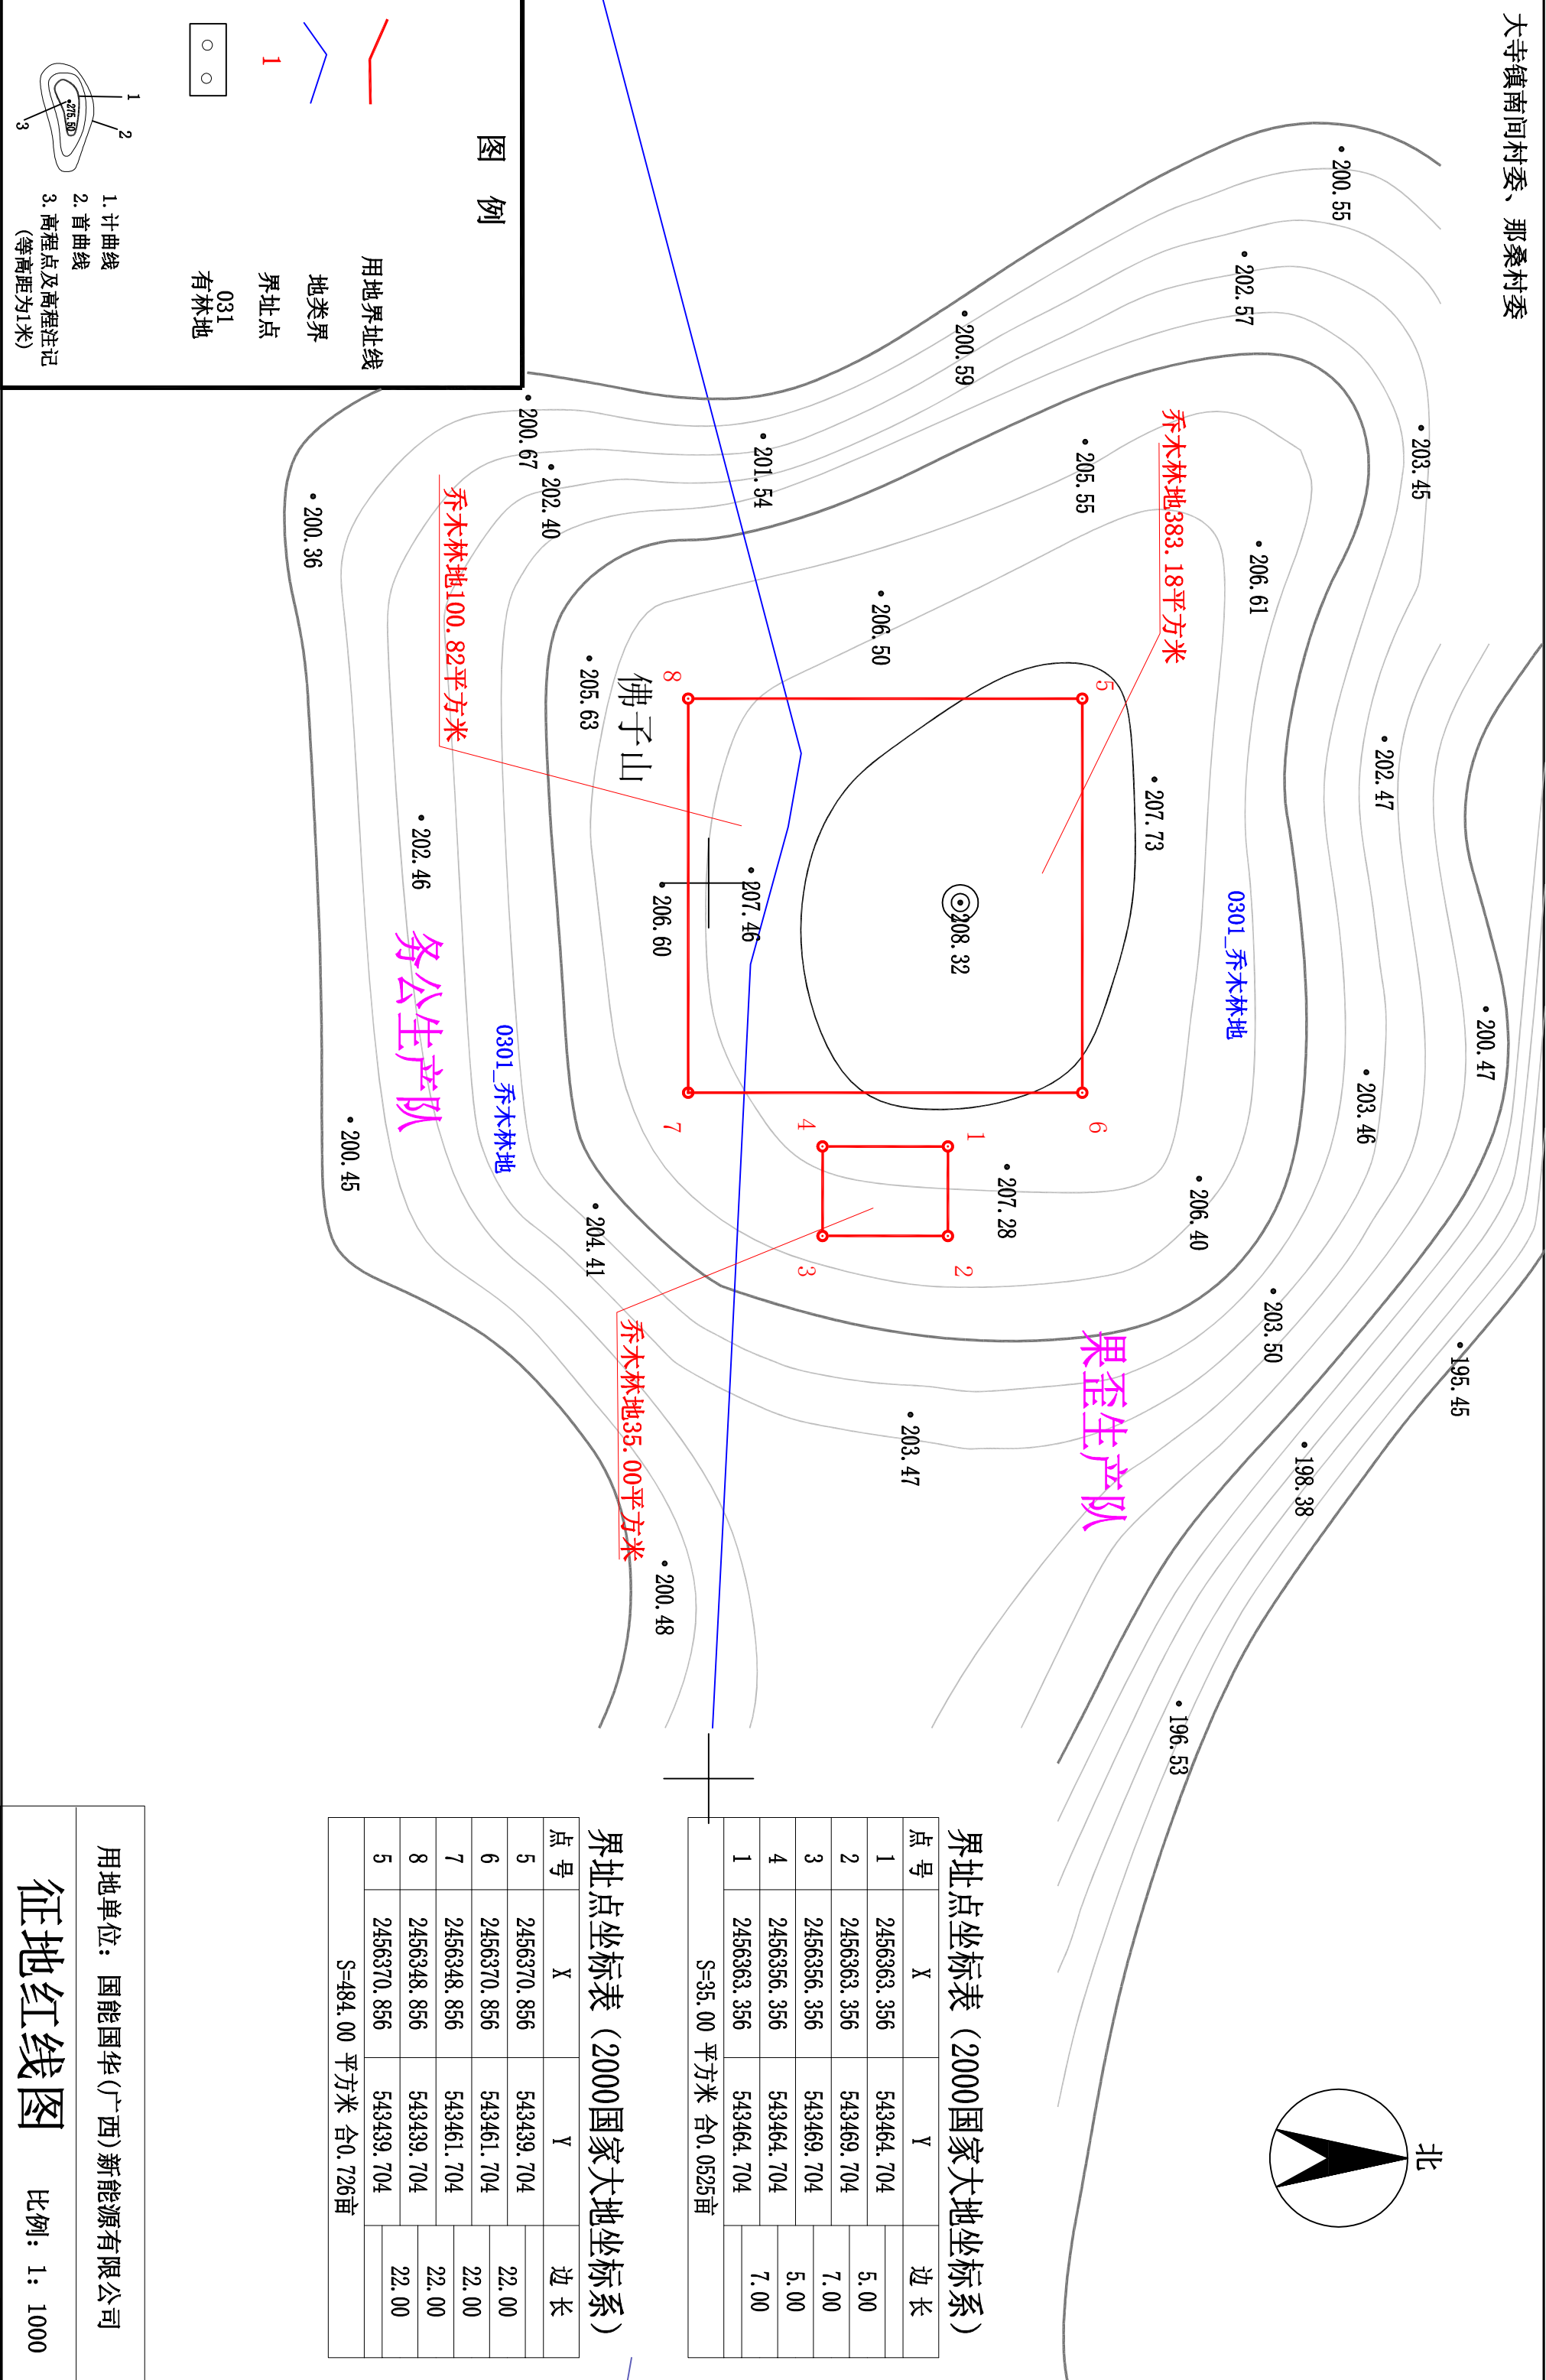 大寺镇南间村委、那桑村委
200.47
195.45
北
203.45
202.47
203.46
200.55
198.38
203.50
206.61
202.57
0301_乔木林地
206.40
196.53
乔木林地383.18平方米
207.73
5
果歪生产队
6
205.55
207.28
1
2
200.59
208.32
203.47
206.50
4
3
201.54
207.46
8
7
206.60
200.48
佛子山
乔木林地35.00平方米
204.41
205.63
202.40
200.67
0301_乔木林地
乔木林地100.82平方米
202.46
务公生产队
200.45
200.36
界址点坐标表（2000国家大地坐标系）
点 号 X Y 边 长
1 2456363.356 543464.704
5.00
2 2456363.356 543469.704
7.00
3 2456356.356 543469.704
5.00
4 2456356.356 543464.704
7.00
1 2456363.356 543464.704
S=35.00 平方米 合0.0525亩
界址点坐标表（2000国家大地坐标系）
点 号 X Y 边 长
5 2456370.856 543439.704
22.00
6 2456370.856 543461.704
22.00
7 2456348.856 543461.704
22.00
8 2456348.856 543439.704
22.00
5 2456370.856 543439.704
S=484.00 平方米 合0.726亩
图 例
用地界址线
地类界
1 界址点
031
有林地
1
2
275.50
3
1.计曲线
2.首曲线
3.高程点及高程注记
(等高距为1米)
用地单位: 国能国华(广西)新能源有限公司
征地红线图 比例: 1: 1000